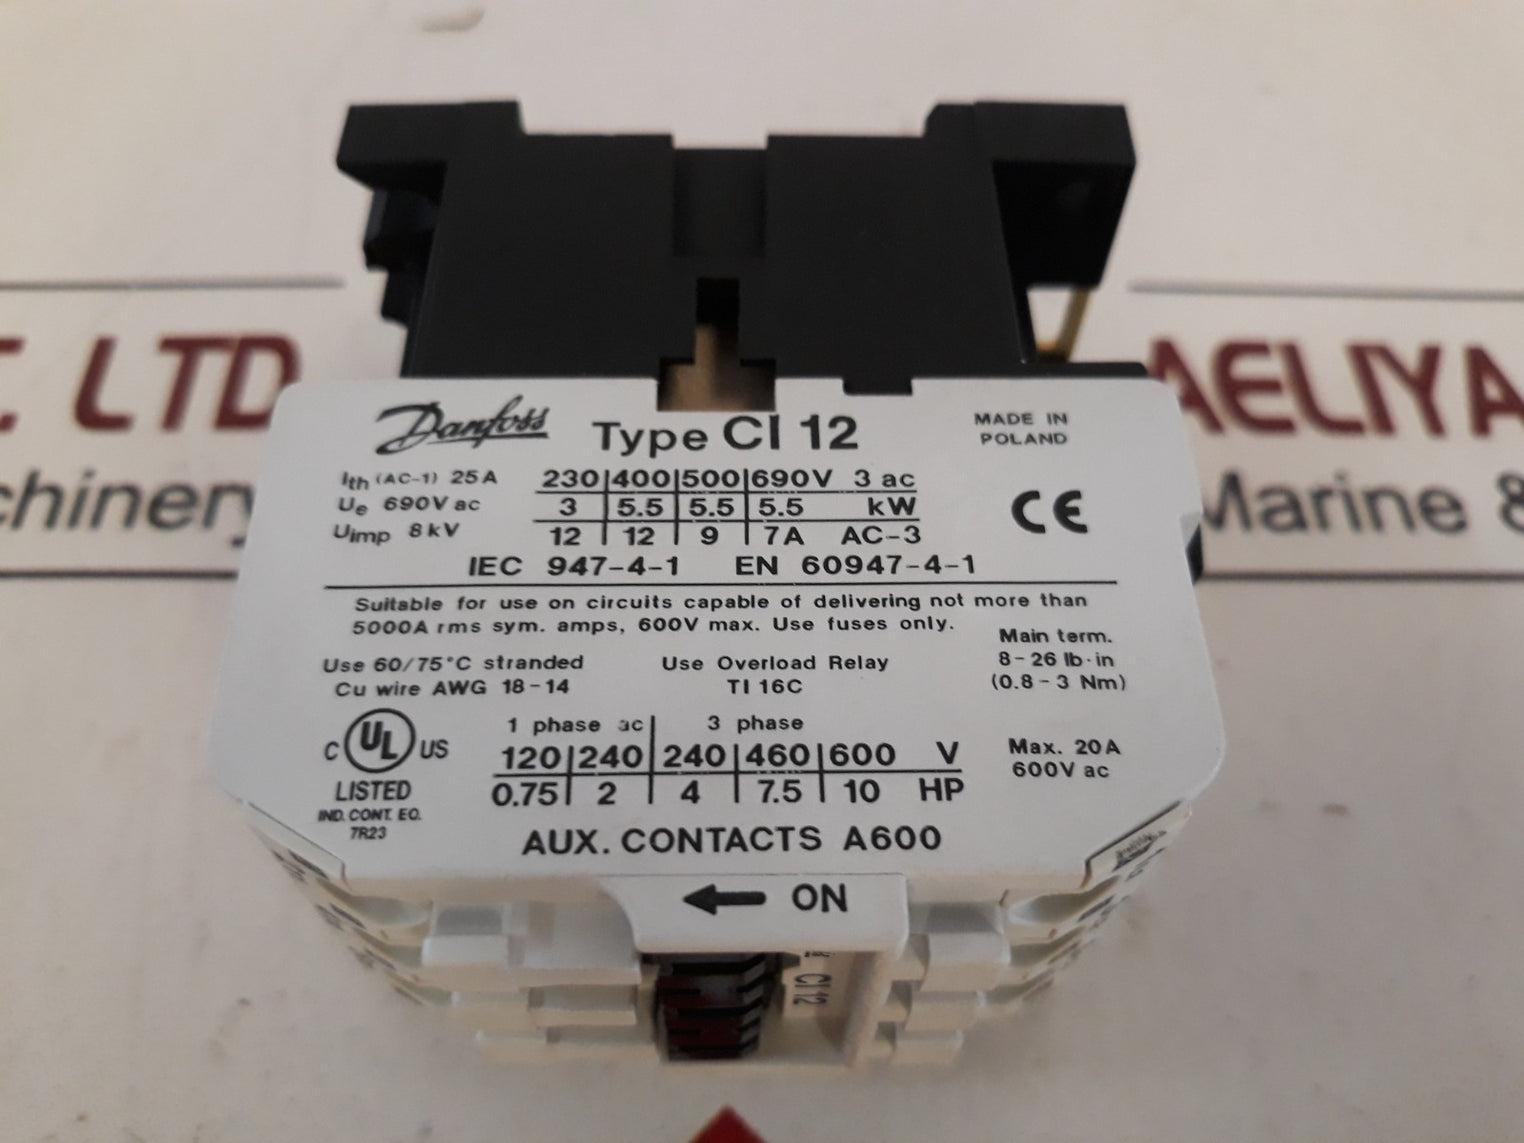 Danfoss Type CI 12 MADE IN POLAND
Ith (AC-1) 25 A
Ue 690V ac
Uimp 8 kV
230 400 500 690V 3 ac
3 5.5 5.5 5.5 kW
12 12 9 7A AC-3
CE
IEC 947-4-1 EN 60947-4-1
Suitable for use on circuits capable of delivering not more than
5000A rms sym. amps, 600V max. Use fuses only.
Use 60/75°C stranded
Cu wire AWG 18-14
Use Overload Relay
TI 16C
Main term.
8-26 lb·in
(0.8-3 Nm)
C UL US
LISTED
IND. CONT. EQ.
7R23
1 phase ac 3 phase
120 240 240 460 600 V
0.75 2 4 7.5 10 HP
Max. 20A
600V ac
AUX. CONTACTS A600
ON
CI 12
LTD
AELIYA
Marine &